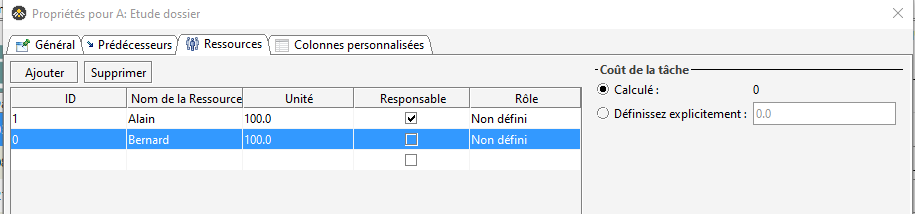 Propriétés pour A: Etude dossier
Général Prédécesseurs Ressources Colonnes personnalisées
Ajouter Supprimer
ID Nom de la Ressource Unité Responsable Rôle
1 Alain 100.0 Non défini
0 Bernard 100.0 Non défini
Coût de la tâche
Calculé : 0
Définissez explicitement : 0.0